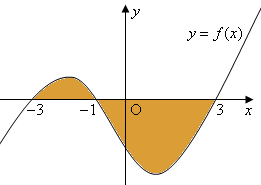 y
y = f(x)
−3 −1 O 3 x